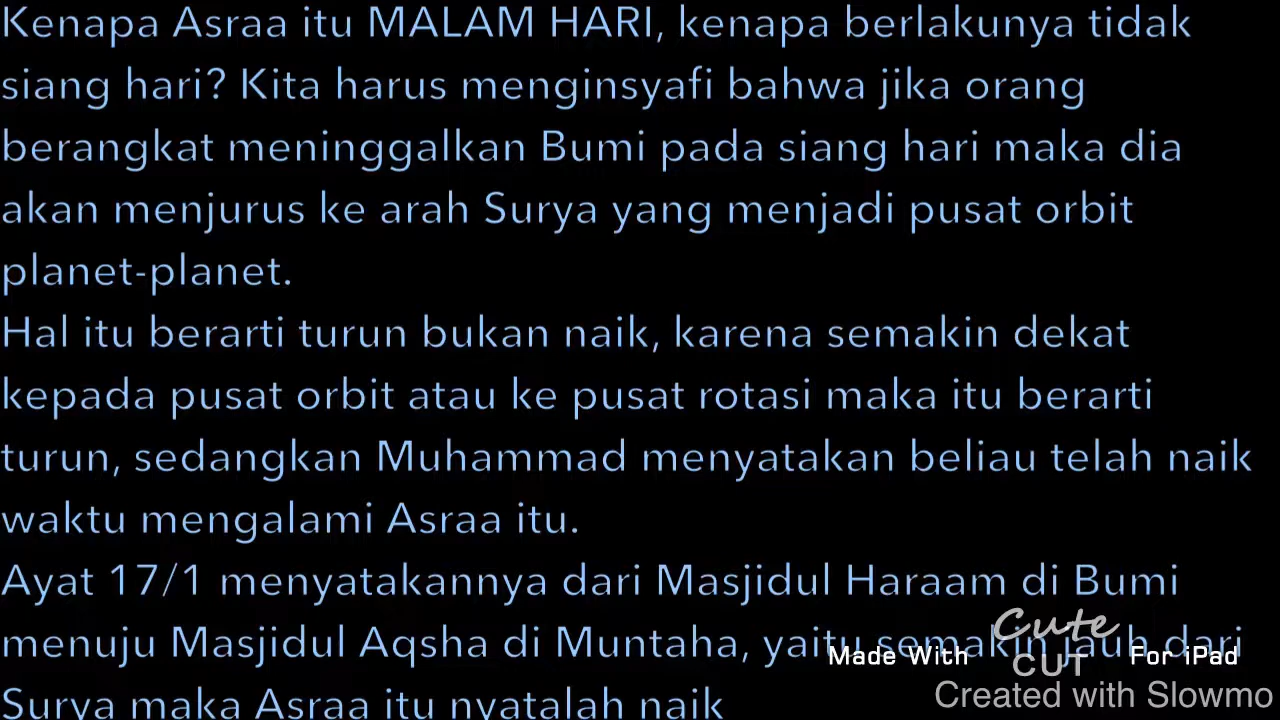 Kenapa Asraa itu MALAM HARI, kenapa berlakunya tidak
siang hari? Kita harus menginsyafi bahwa jika orang
berangkat meninggalkan Bumi pada siang hari maka dia
akan menjurus ke arah Surya yang menjadi pusat orbit
planet-planet.
Hal itu berarti turun bukan naik, karena semakin dekat
kepada pusat orbit atau ke pusat rotasi maka itu berarti
turun, sedangkan Muhammad menyatakan beliau telah naik
waktu mengalami Asraa itu.
Ayat 17/1 menyatakannya dari Masjidul Haraam di Bumi
menuju Masjidul Aqsha di Muntaha, yaitu semakin jauh dari
Surya maka Asraa itu nyatalah naik
Made With Cute CUT For iPad
Created with Slowmo